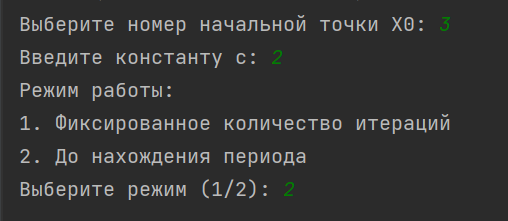 Выберите номер начальной точки X0: 3
Введите константу c: 2
Режим работы:
1. Фиксированное количество итераций
2. До нахождения периода
Выберите режим (1/2): 2